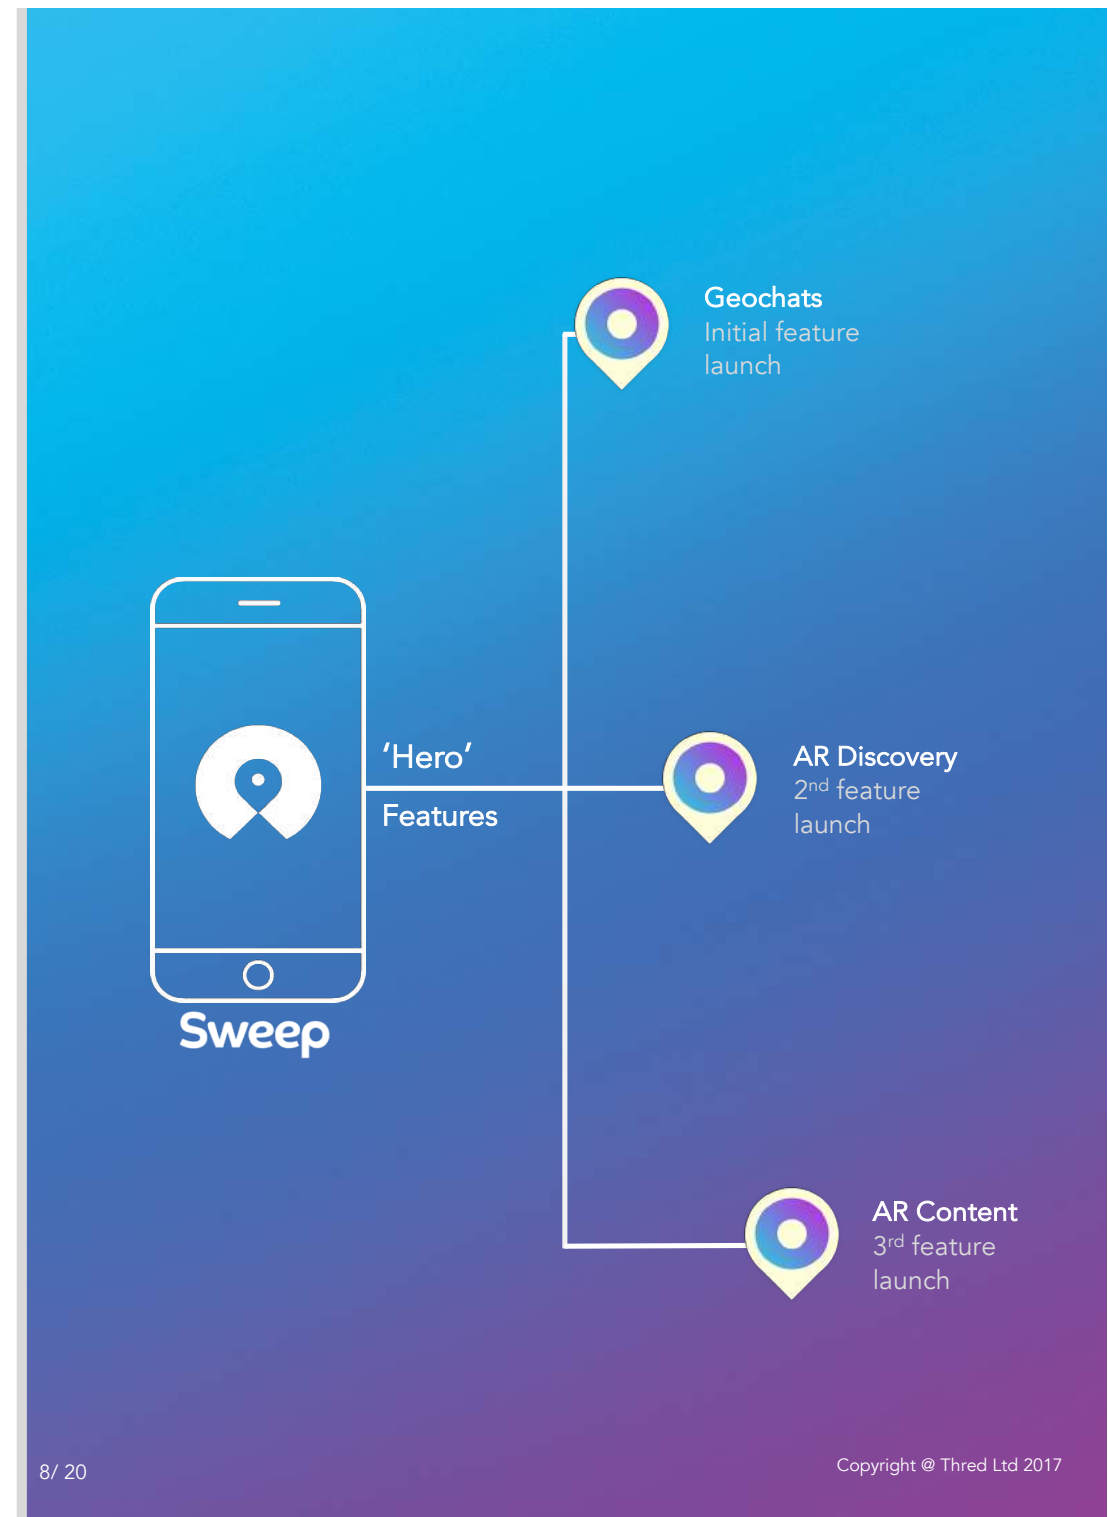 Geochats
Initial feature
launch
‘Hero’
Features
AR Discovery
2nd feature
launch
Sweep
AR Content
3rd feature
launch
8/ 20
Copyright @ Thred Ltd 2017